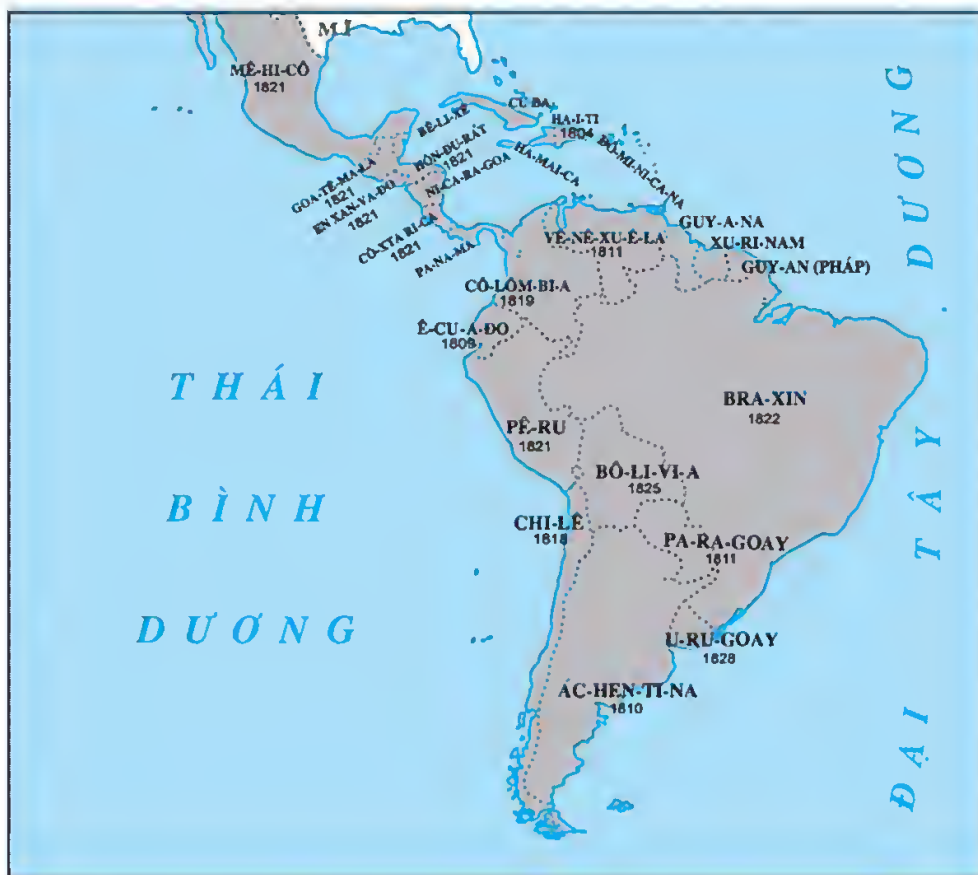 MĨ
MÊ-HI-CÔ
1821
BÊ-LI-XÊ
CU BA
HA-I-TI
1804
ĐÔ-MI-NI-CA-NA
HA-MAI-CA
GOA-TÊ-MA-LA
1821
HÔN-ĐU-RÁT
1821
EN XAN-VA-ĐO
1821
NI-CA-RA-GOA
CÔ-XTA RI-CA
1821
PA-NA-MA
VÊ-NÊ-XU-Ê-LA
1811
GUY-A-NA
XU-RI-NAM
GUY-AN (PHÁP)
CÔ-LÔM-BI-A
1819
Ê-CU-A-ĐO
1809
BRA-XIN
1822
PÊ-RU
1821
BÔ-LI-VI-A
1825
CHI-LÊ
1818
PA-RA-GOAY
1811
U-RU-GOAY
1828
ÁC-HEN-TI-NA
1810
THÁI
BÌNH
DƯƠNG
ĐẠI TÂY DƯƠNG